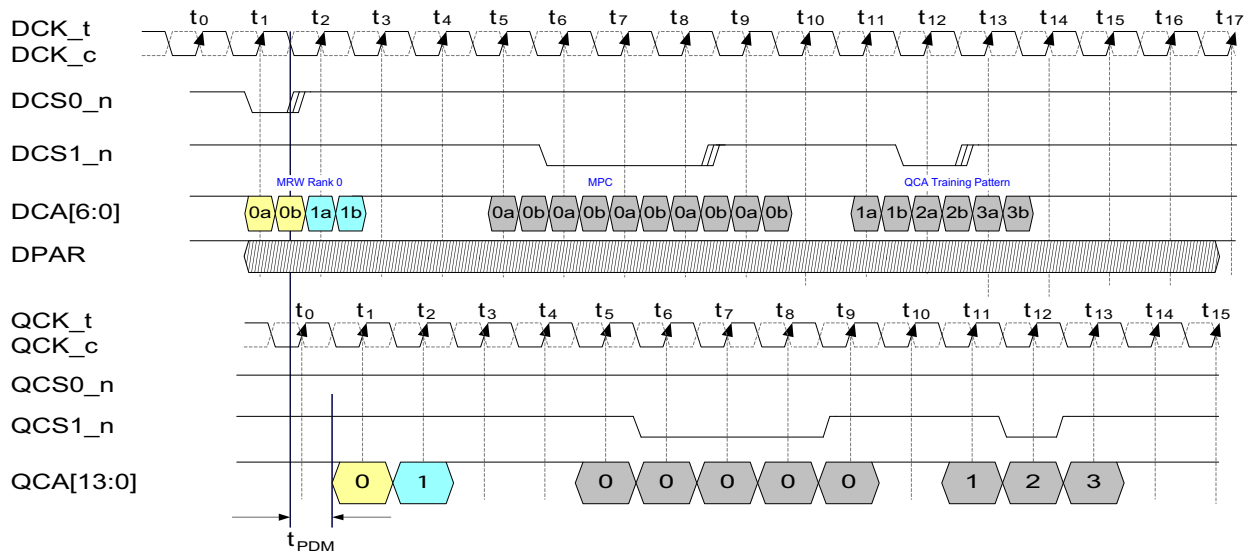 t0 t1 t2 t3 t4 t5 t6 t7 t8 t9 t10 t11 t12 t13 t14 t15 t16 t17
DCK_t
DCK_c
DCS0_n
DCS1_n
MRW Rank 0 MPC QCA Training Pattern
DCA[6:0] 0a 0b 1a 1b 0a 0b 0a 0b 0a 0b 0a 0b 0a 0b 1a 1b 2a 2b 3a 3b
DPAR
t0 t1 t2 t3 t4 t5 t6 t7 t8 t9 t10 t11 t12 t13 t14 t15
QCK_t
QCK_c
QCS0_n
QCS1_n
QCA[13:0] 0 1 0 0 0 0 0 1 2 3
tPDM